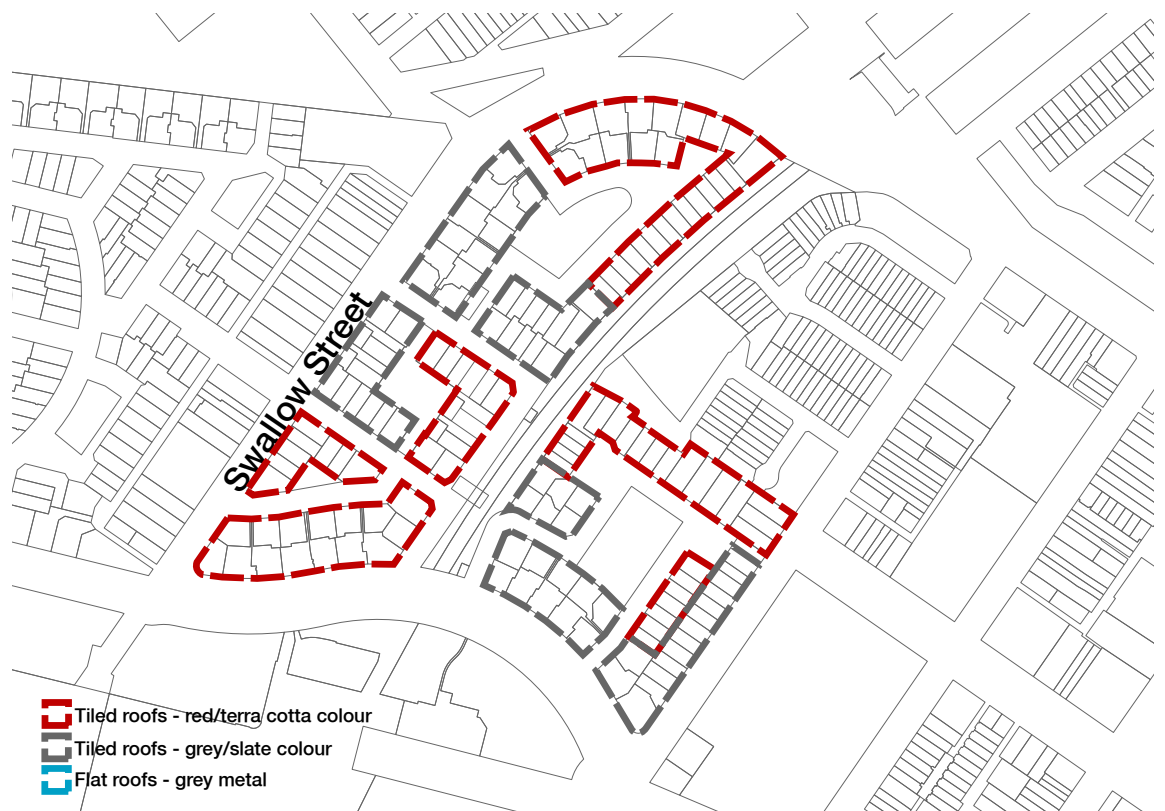 Swallow Street
Tiled roofs - red/terra cotta colour
Tiled roofs - grey/slate colour
Flat roofs - grey metal